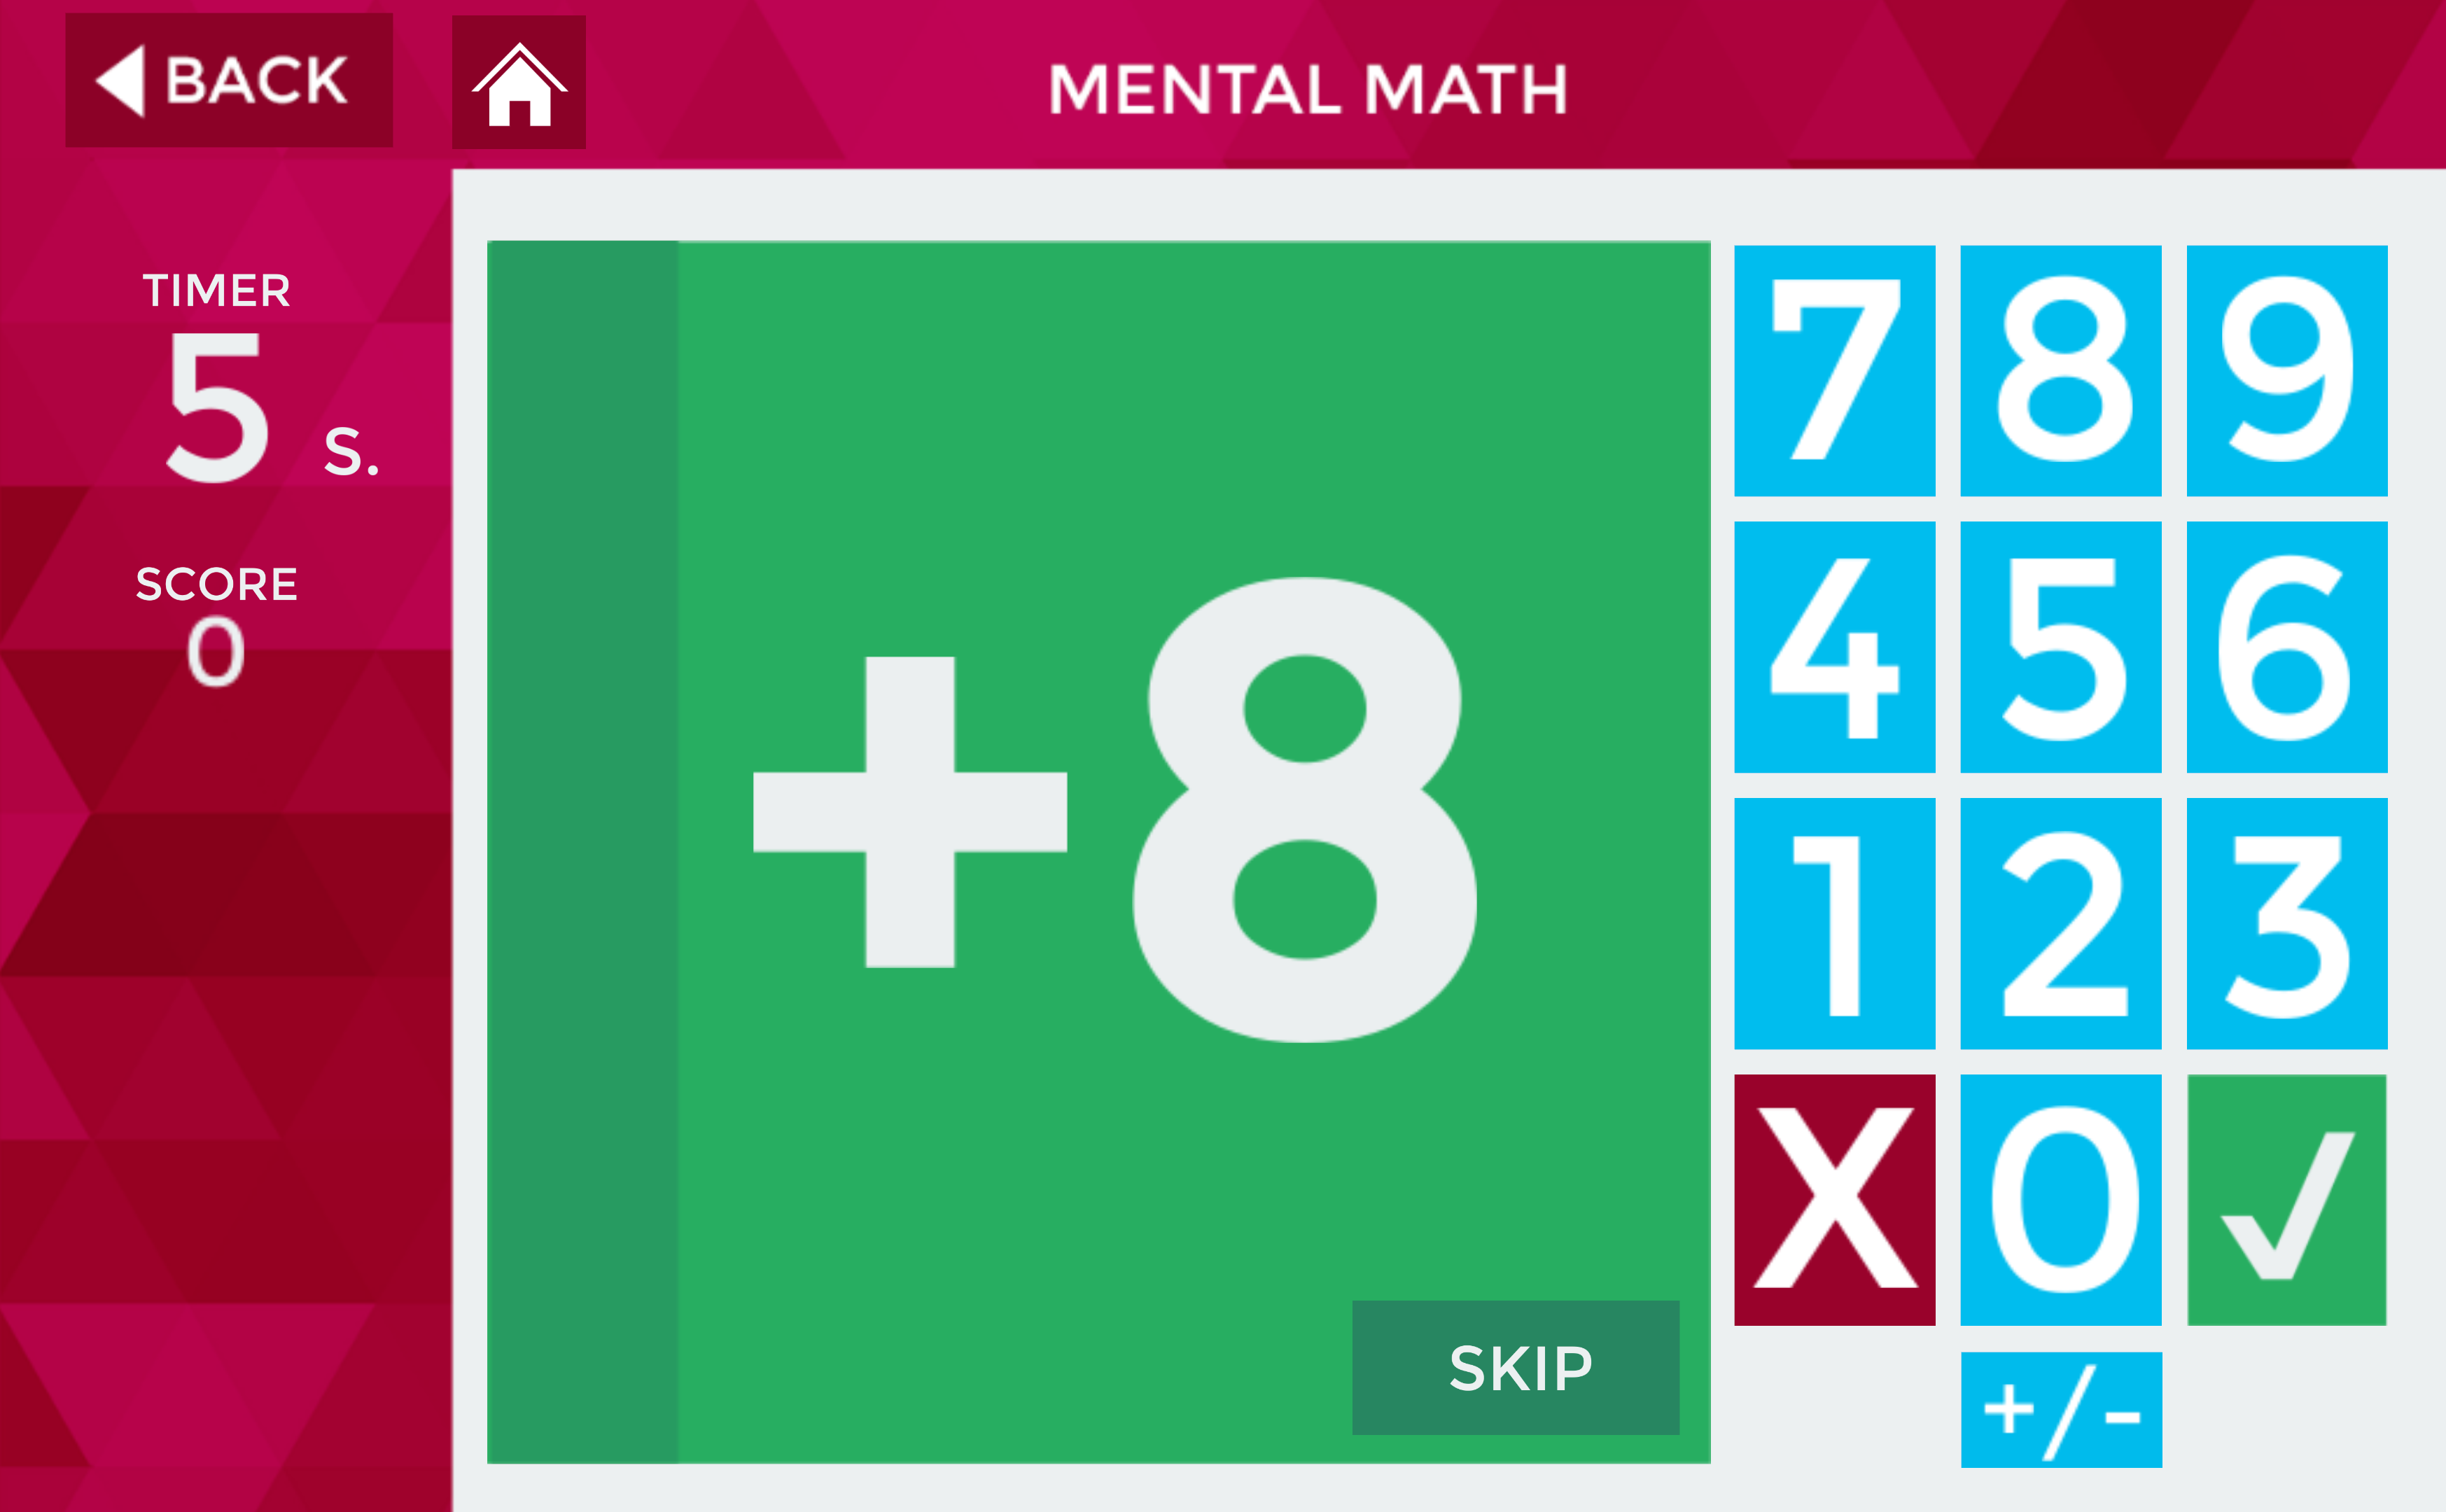 BACK
MENTAL MATH
TIMER
5 s.
SCORE
0
+8
SKIP
7 8 9
4 5 6
1 2 3
X 0 ✓
+/-